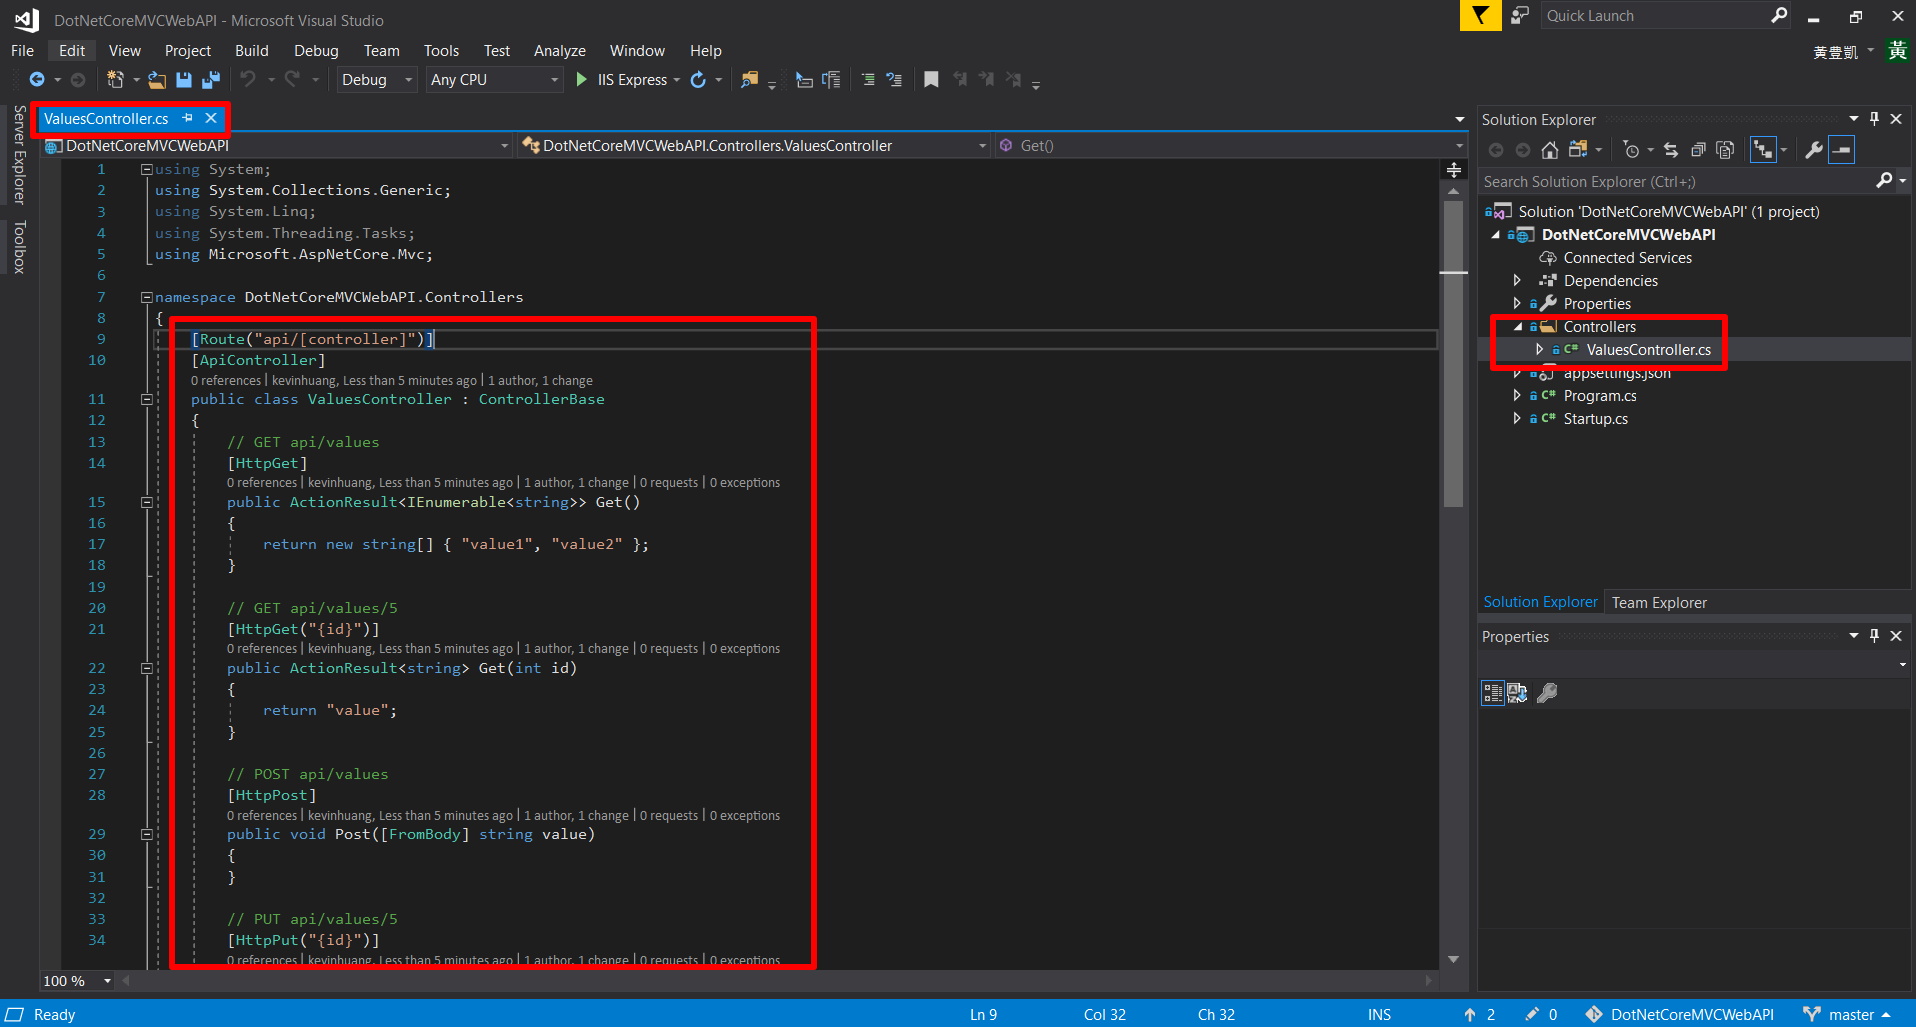 DotNetCoreMVCWebAPI - Microsoft Visual Studio
Quick Launch
File Edit View Project Build Debug Team Tools Test Analyze Window Help
黃豊凱 黃
Debug Any CPU IIS Express
Server Explorer
Toolbox
ValuesController.cs
DotNetCoreMVCWebAPI DotNetCoreMVCWebAPI.Controllers.ValuesController Get()
1 using System;
2 using System.Collections.Generic;
3 using System.Linq;
4 using System.Threading.Tasks;
5 using Microsoft.AspNetCore.Mvc;
6
7 namespace DotNetCoreMVCWebAPI.Controllers
8 {
9 [Route("api/[controller]")]
10 [ApiController]
0 references | kevinhuang, Less than 5 minutes ago | 1 author, 1 change
11 public class ValuesController : ControllerBase
12 {
13 // GET api/values
14 [HttpGet]
0 references | kevinhuang, Less than 5 minutes ago | 1 author, 1 change | 0 requests | 0 exceptions
15 public ActionResult<IEnumerable<string>> Get()
16 {
17 return new string[] { "value1", "value2" };
18 }
19
20 // GET api/values/5
21 [HttpGet("{id}")]
0 references | kevinhuang, Less than 5 minutes ago | 1 author, 1 change | 0 requests | 0 exceptions
22 public ActionResult<string> Get(int id)
23 {
24 return "value";
25 }
26
27 // POST api/values
28 [HttpPost]
0 references | kevinhuang, Less than 5 minutes ago | 1 author, 1 change | 0 requests | 0 exceptions
29 public void Post([FromBody] string value)
30 {
31 }
32
33 // PUT api/values/5
34 [HttpPut("{id}")]
0 references | kevinhuang, Less than 5 minutes ago | 1 author, 1 change | 0 requests | 0 exceptions
100 %
Solution Explorer
Search Solution Explorer (Ctrl+;)
Solution 'DotNetCoreMVCWebAPI' (1 project)
DotNetCoreMVCWebAPI
Connected Services
Dependencies
Properties
Controllers
C# ValuesController.cs
appsettings.json
C# Program.cs
C# Startup.cs
Solution Explorer Team Explorer
Properties
Ready Ln 9 Col 32 Ch 32 INS 2 0 DotNetCoreMVCWebAPI master